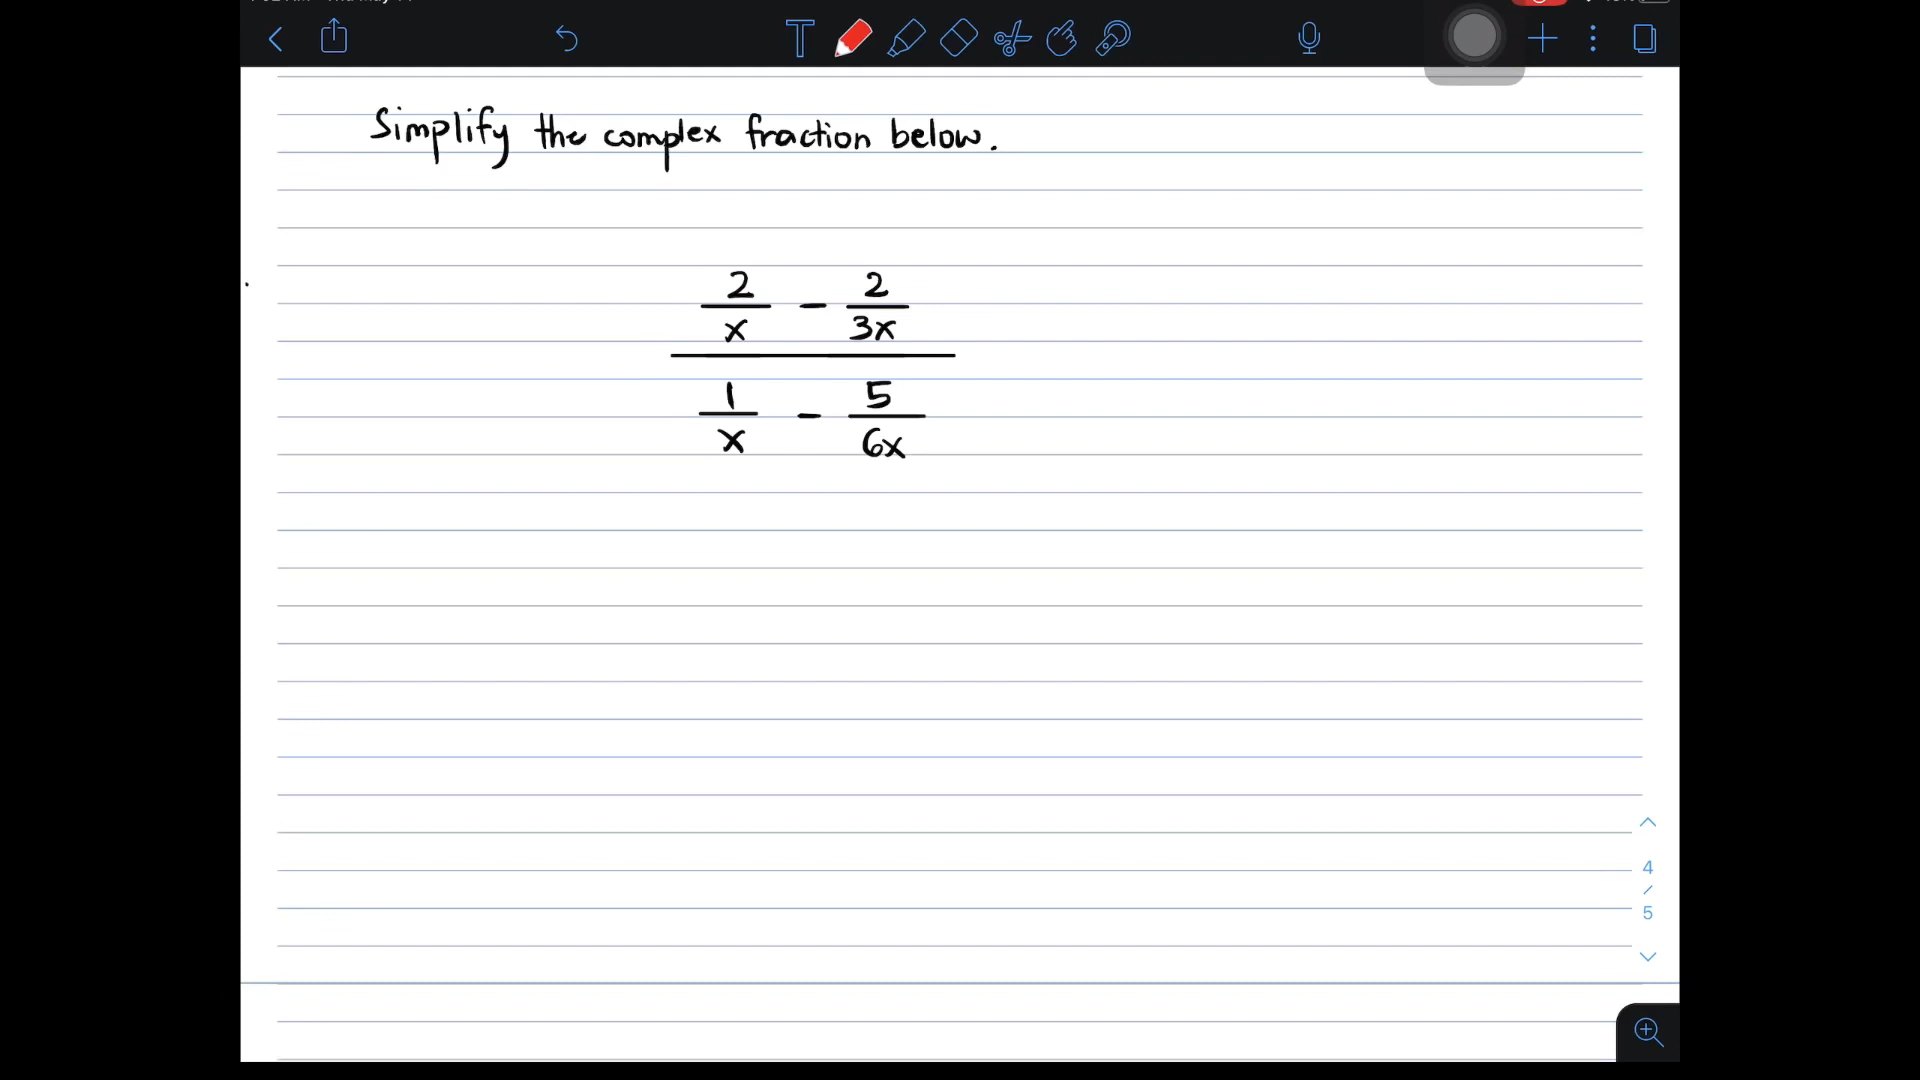 Simplify the complex fraction below.
2/x - 2/3x
1/x - 5/6x
4/5